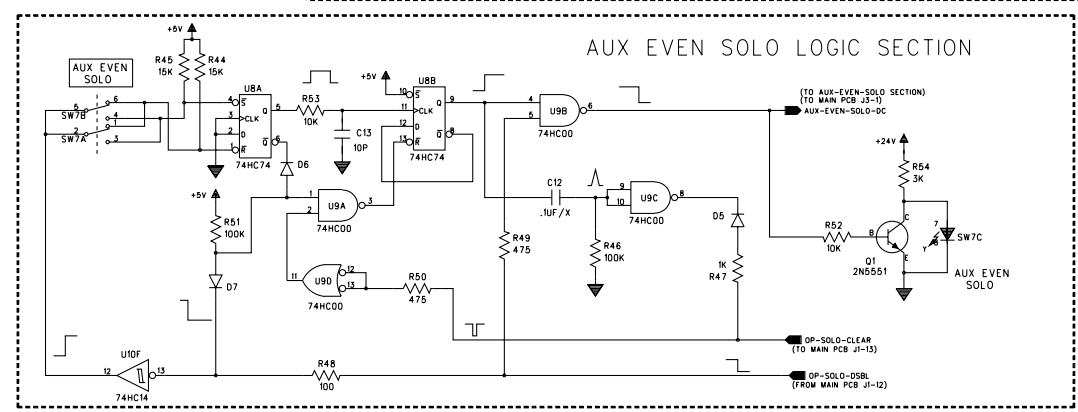 AUX EVEN SOLO LOGIC SECTION
+5V
R45
15K
R44
15K
AUX EVEN
SOLO
5
SW7B
2
SW7A
6
4
1
3
U8A
4
S
Q
5
3
CLK
2
D
Q
6
1
R
74HC74
R53
10K
C13
10P
+5V
U8B
10
S
Q
9
11
CLK
12
D
Q
8
13
R
74HC74
4
5
U9B
6
74HC00
(TO AUX-EVEN-SOLO SECTION)
(TO MAIN PCB J3-1)
AUX-EVEN-SOLO-DC
+24V
R54
3K
D6
1
2
U9A
3
74HC00
+5V
R51
100K
D7
C12
.1UF/X
9
10
U9C
8
74HC00
R46
100K
D5
1K
R47
R49
475
R52
10K
B
C
E
Q1
2N5551
7
Y
SW7C
AUX EVEN
SOLO
11
U9D
12
13
74HC00
R50
475
OP-SOLO-CLEAR
(TO MAIN PCB J1-13)
U10F
12
13
74HC14
R48
100
OP-SOLO-DSBL
(FROM MAIN PCB J1-12)